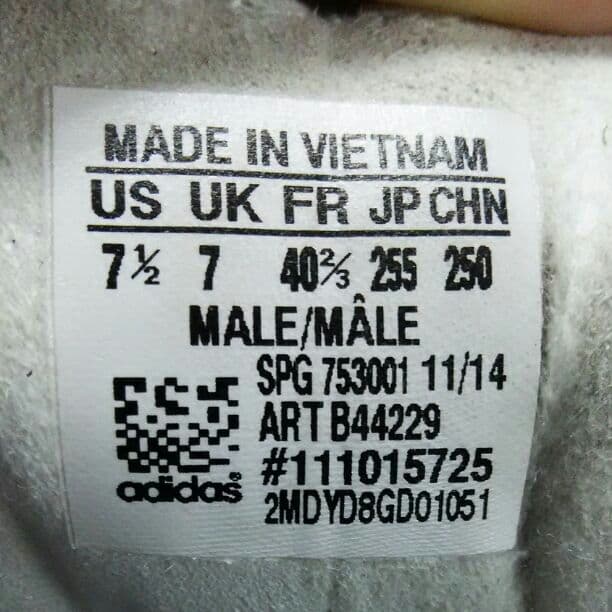 MADE IN VIETNAM
US UK FR JP CHN
7½ 7 40⅔ 255 250
MALE/MÂLE
SPG 753001 11/14
ART B44229
#111015725
adidas®
2MDYD8GD01051